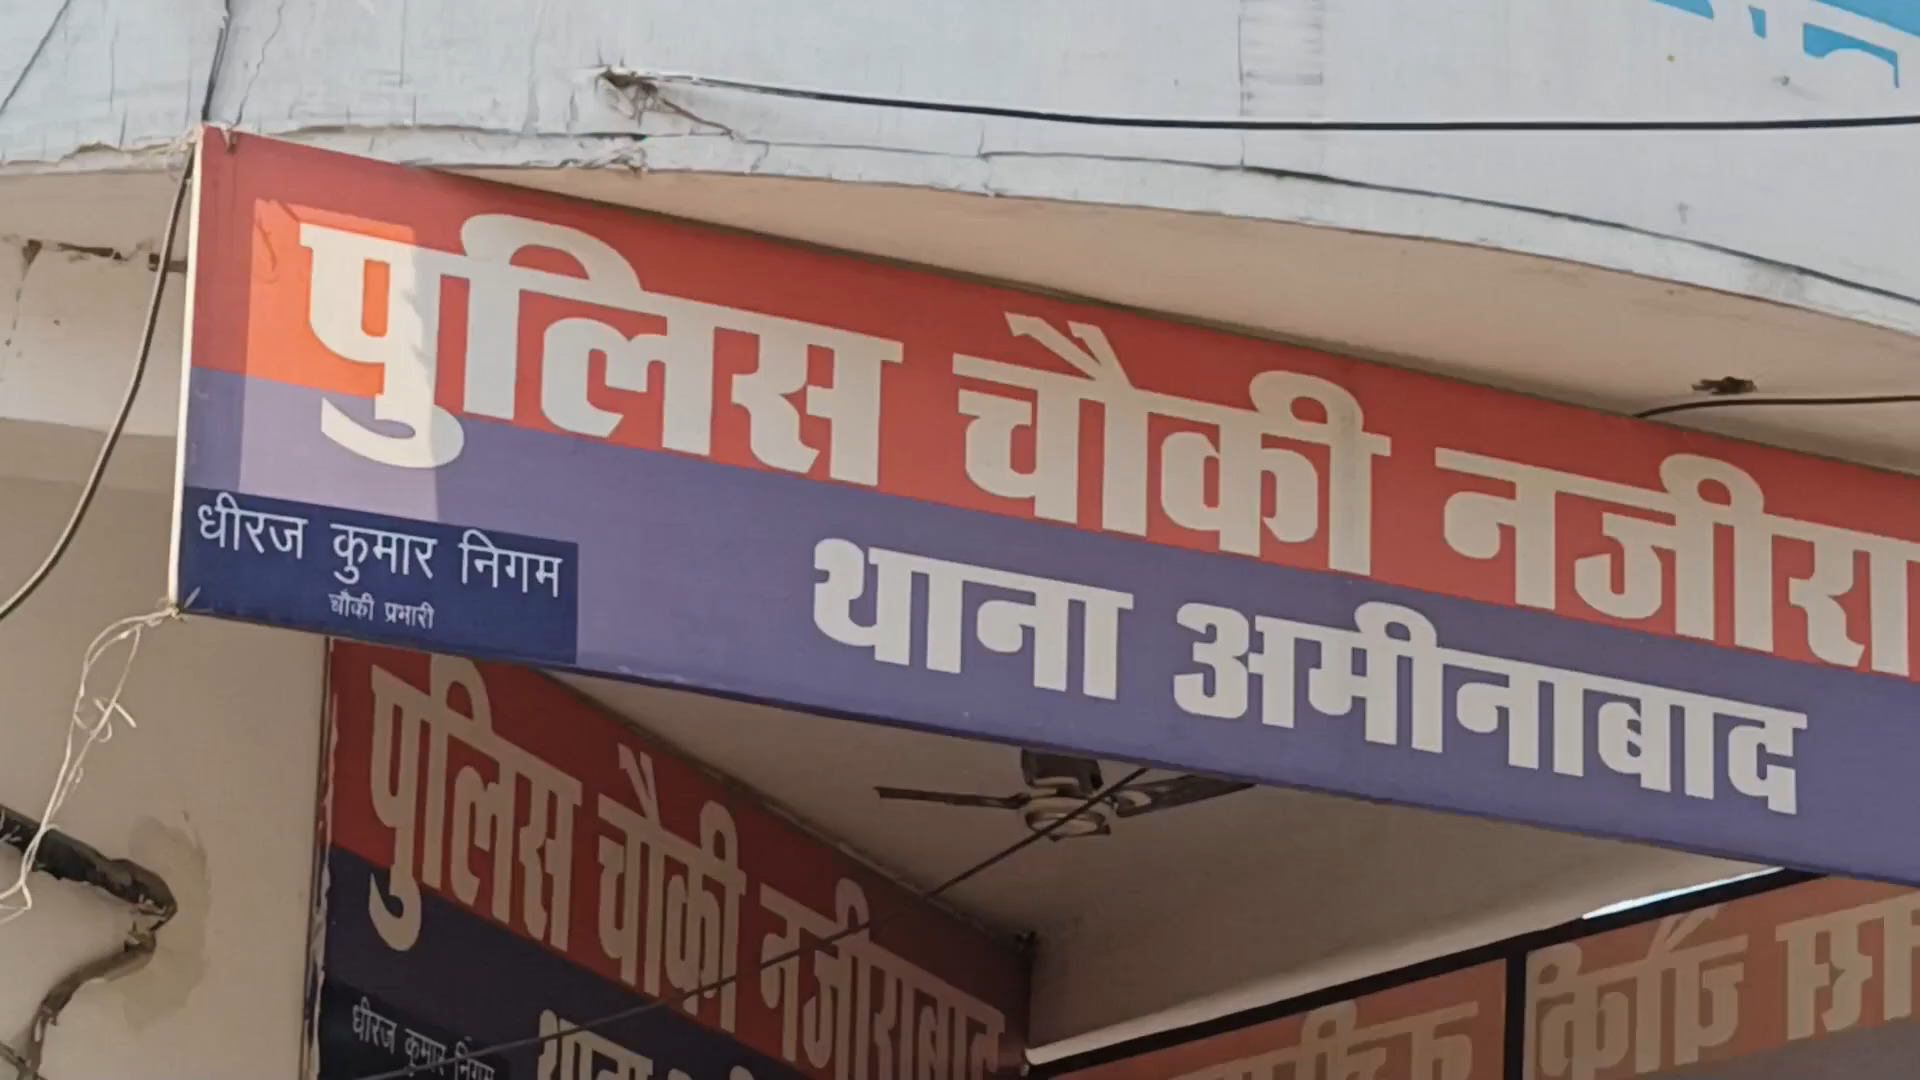 पुलिस चौकी नजीरा
थाना अमीनाबाद
धीरज कुमार निगम
चौकी प्रभारी
पुलिस चौकी नजीराबाद
धीरज कुमार निगम
थाना